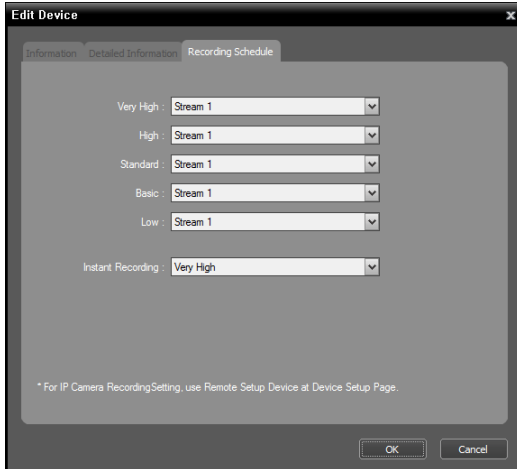 Edit Device x
Information Detailed Information Recording Schedule
Very High : Stream 1
High : Stream 1
Standard : Stream 1
Basic : Stream 1
Low : Stream 1
Instant Recording : Very High
* For IP Camera RecordingSetting, use Remote Setup Device at Device Setup Page.
OK Cancel